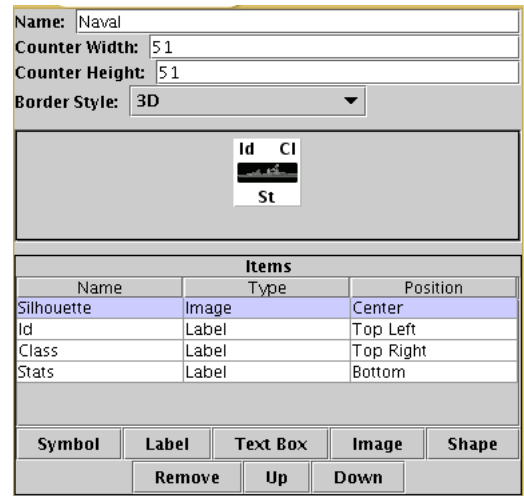 Name: Naval
Counter Width: 51
Counter Height: 51
Border Style: 3D
Id Cl
St
Items
Name Type Position
Silhouette Image Center
Id Label Top Left
Class Label Top Right
Stats Label Bottom
Symbol Label Text Box Image Shape
Remove Up Down